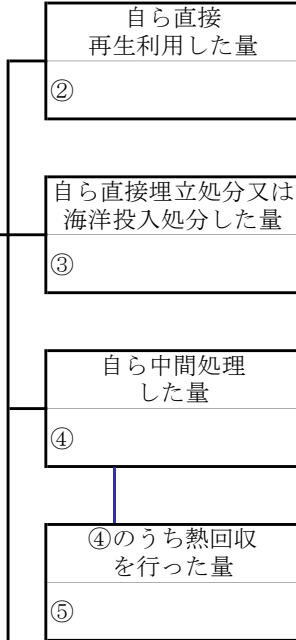 自ら直接
再生利用した量
②
自ら直接埋立処分又は
海洋投入処分した量
③
自ら中間処理
した量
④
④のうち熱回収
を行った量
⑤